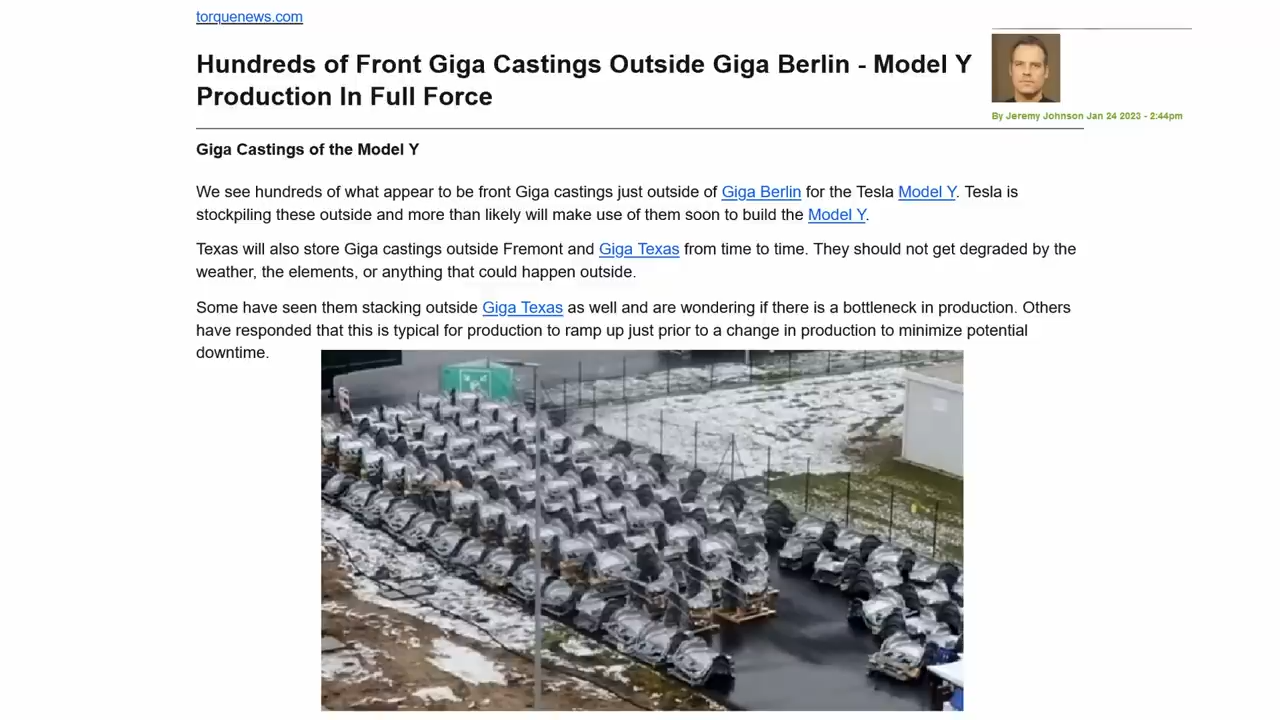 torquenews.com
Hundreds of Front Giga Castings Outside Giga Berlin - Model Y
Production In Full Force
By Jeremy Johnson Jan 24 2023 - 2:44pm
Giga Castings of the Model Y
We see hundreds of what appear to be front Giga castings just outside of Giga Berlin for the Tesla Model Y. Tesla is
stockpiling these outside and more than likely will make use of them soon to build the Model Y.
Texas will also store Giga castings outside Fremont and Giga Texas from time to time. They should not get degraded by the
weather, the elements, or anything that could happen outside.
Some have seen them stacking outside Giga Texas as well and are wondering if there is a bottleneck in production. Others
have responded that this is typical for production to ramp up just prior to a change in production to minimize potential
downtime.